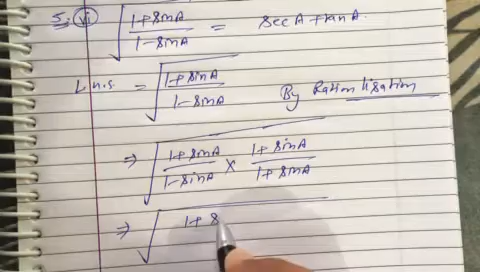 5. (vi) √(1+sinA / 1-sinA) = secA + tanA.
L.H.S. = √(1+sinA / 1-sinA) By Rationalisation
⇒ √(1+sinA / 1-sinA × 1+sinA / 1+sinA)
⇒ √(1+s